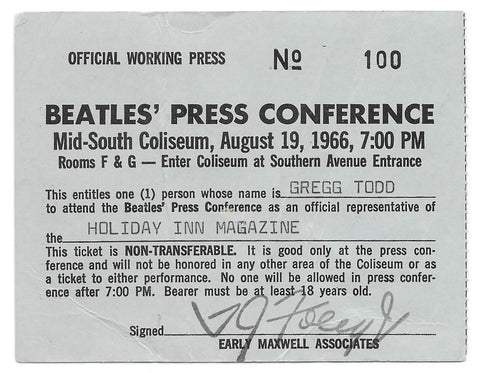 OFFICIAL WORKING PRESS Nº 100
BEATLES' PRESS CONFERENCE
Mid-South Coliseum, August 19, 1966, 7:00 PM
Rooms F & G — Enter Coliseum at Southern Avenue Entrance
This entitles one (1) person whose name is GREGG TODD
to attend the Beatles' Press Conference as an official representative of
HOLIDAY INN MAGAZINE
This ticket is NON-TRANSFERABLE. It is good only at the press con-
ference and will not be honored in any other area of the Coliseum or as
a ticket to either performance. No one will be allowed in press confer-
ence after 7:00 PM. Bearer must be at least 18 years old.
Signed
EARLY MAXWELL ASSOCIATES